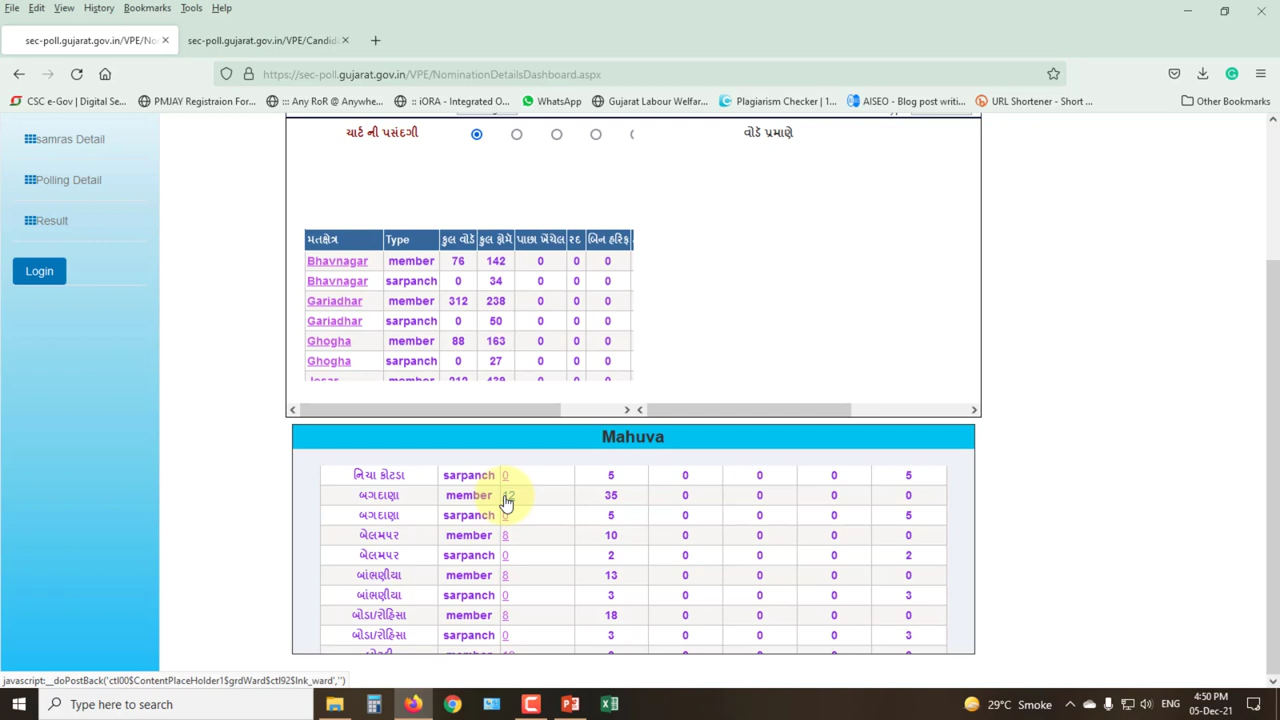 File Edit View History Bookmarks Tools Help
sec-poll.gujarat.gov.in/VPE/No
sec-poll.gujarat.gov.in/VPE/Candid
https://sec-poll.gujarat.gov.in/VPE/NominationDetailsDashboard.aspx
CSC e-Gov | Digital Se... PMJAY Registraion For... ::: Any RoR @ Anywhe... :: iORA - Integrated O... WhatsApp Gujarat Labour Welfar... Plagiarism Checker | 1... AISEO - Blog post writi... URL Shortener - Short ... Other Bookmarks
samras Detail
Polling Detail
Result
Login
ચાર્ટ ની પસંદગી
વોર્ડ પ્રમાણે
મતક્ષેત્ર Type કુલ વોર્ડ કુલ ફોર્મ પાછા ખેંચેલ રદ બિન હરિફ
Bhavnagar member 76 142 0 0 0
Bhavnagar sarpanch 0 34 0 0 0
Gariadhar member 312 238 0 0 0
Gariadhar sarpanch 0 50 0 0 0
Ghogha member 88 163 0 0 0
Ghogha sarpanch 0 27 0 0 0
Mahuva
નિચા કોટડા sarpanch 0 5 0 0 0 5
બગદાણા member 12 35 0 0 0 0
બગદાણા sarpanch 0 5 0 0 0 5
બેલમપર member 8 10 0 0 0 0
બેલમપર sarpanch 0 2 0 0 0 2
બાંભણીયા member 8 13 0 0 0 0
બાંભણીયા sarpanch 0 3 0 0 0 3
બોડા/રોહિસા member 8 18 0 0 0 0
બોડા/રોહિસા sarpanch 0 3 0 0 0 3
javascript:__doPostBack('ctl00$ContentPlaceHolder1$grdWard$ctl92$lnk_ward','')
Type here to search
29°C Smoke
ENG
4:50 PM
05-Dec-21